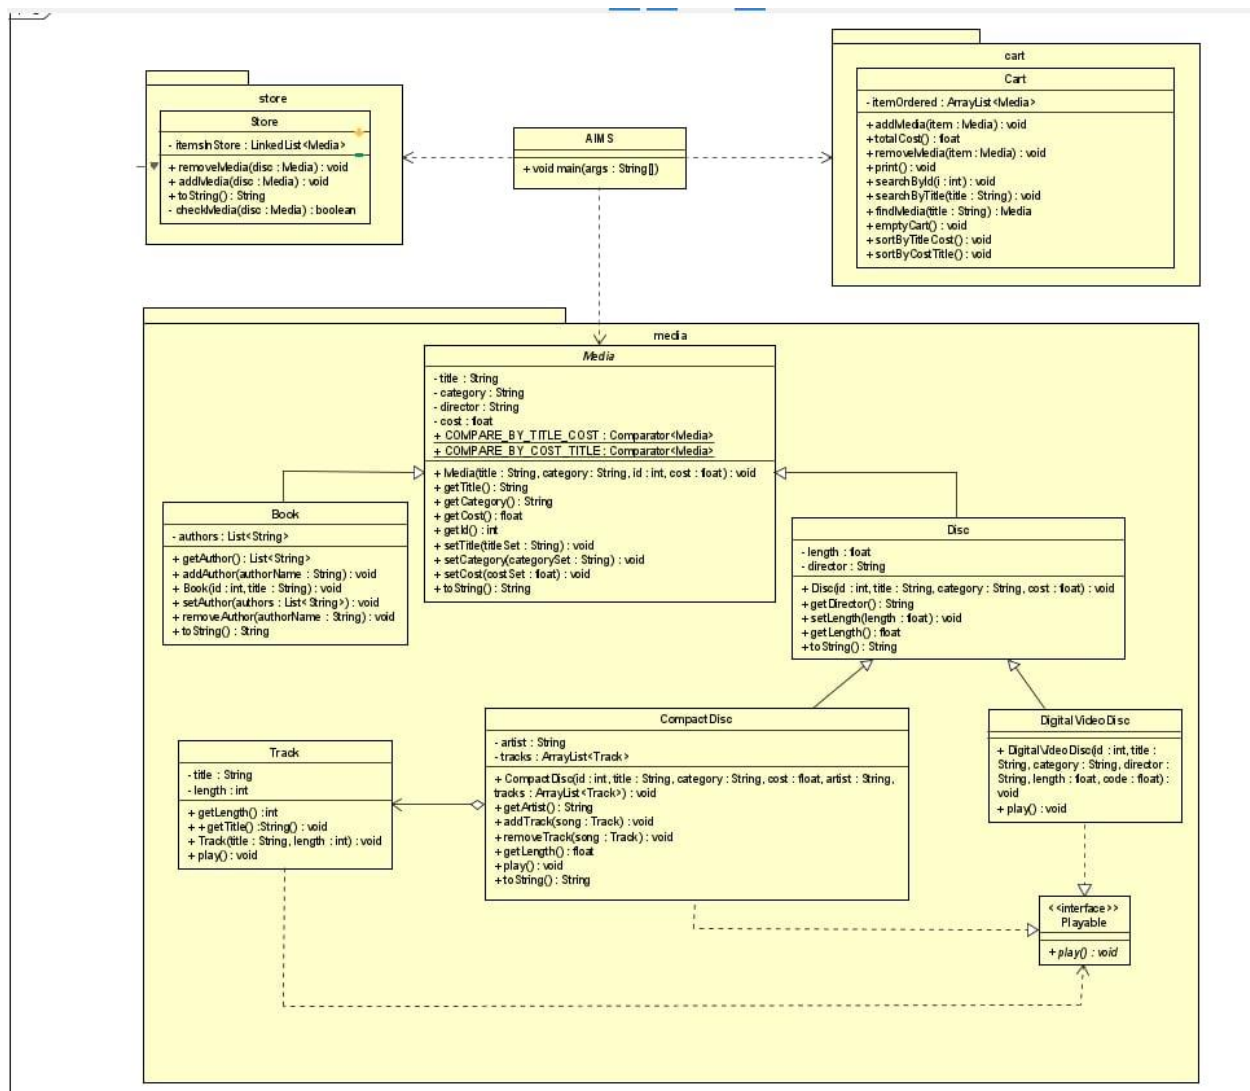 store
Store
- itemsInStore : LinkedList<Media>
+ removeMedia(disc : Media) : void
+ addMedia(disc : Media) : void
+ toString() : String
- checkMedia(disc : Media) : boolean
AIMS
+ void main(args : String[])
cart
Cart
- itemOrdered : ArrayList<Media>
+ addMedia(item : Media) : void
+ totalCost() : float
+ removeMedia(item : Media) : void
+ print() : void
+ searchById(i : int) : void
+ searchByTitle(title : String) : void
+ findMedia(title : String) : Media
+ emptyCart() : void
+ sortByTitleCost() : void
+ sortByCostTitle() : void
media
Media
- title : String
- category : String
- director : String
- cost : float
+ COMPARE_BY_TITLE_COST : Comparator<Media>
+ COMPARE_BY_COST_TITLE : Comparator<Media>
+ Media(title : String, category : String, id : int, cost : float) : void
+ getTitle() : String
+ getCategory() : String
+ getCost() : float
+ getId() : int
+ setTitle(titleSet : String) : void
+ setCategory(categorySet : String) : void
+ setCost(costSet : float) : void
+ toString() : String
Book
- authors : List<String>
+ getAuthor() : List<String>
+ addAuthor(authorName : String) : void
+ Book(id : int, title : String) : void
+ setAuthor(authors : List<String>) : void
+ removeAuthor(authorName : String) : void
+ toString() : String
Disc
- length : float
- director : String
+ Disc(id : int, title : String, category : String, cost : float) : void
+ getDirector() : String
+ setLength(length : float) : void
+ getLength() : float
+ toString() : String
Track
- title : String
- length : int
+ getLength() :int
+ +getTitle() :String() : void
+ Track(title : String, length : int) : void
+ play() : void
CompactDisc
- artist : String
- tracks : ArrayList<Track>
+ CompactDisc(id : int, title : String, category : String, cost : float, artist : String,
tracks : ArrayList<Track>) : void
+ getArtist() : String
+ addTrack(song : Track) : void
+ removeTrack(song : Track) : void
+ getLength() : float
+ play() : void
+ toString() : String
DigitalVideoDisc
+ DigitalVideoDisc(id : int, title :
String, category : String, director :
String, length : float, code : float) :
void
+ play() : void
<<interface>>
Playable
+ play() : void